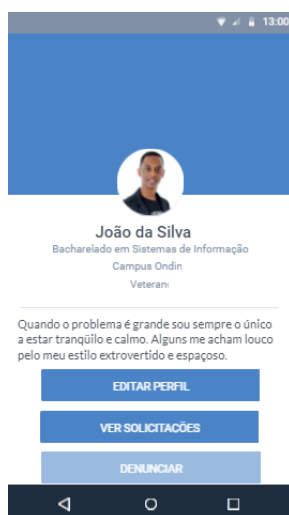 13:00
João da Silva
Bacharelado em Sistemas de Informação
Campus Ondin
Veteran
Quando o problema é grande sou sempre o único
a estar tranqüilo e calmo. Alguns me acham louco
pelo meu estilo extrovertido e espaçoso.
EDITAR PERFIL
VER SOLICITAÇÕES
DENUNCIAR